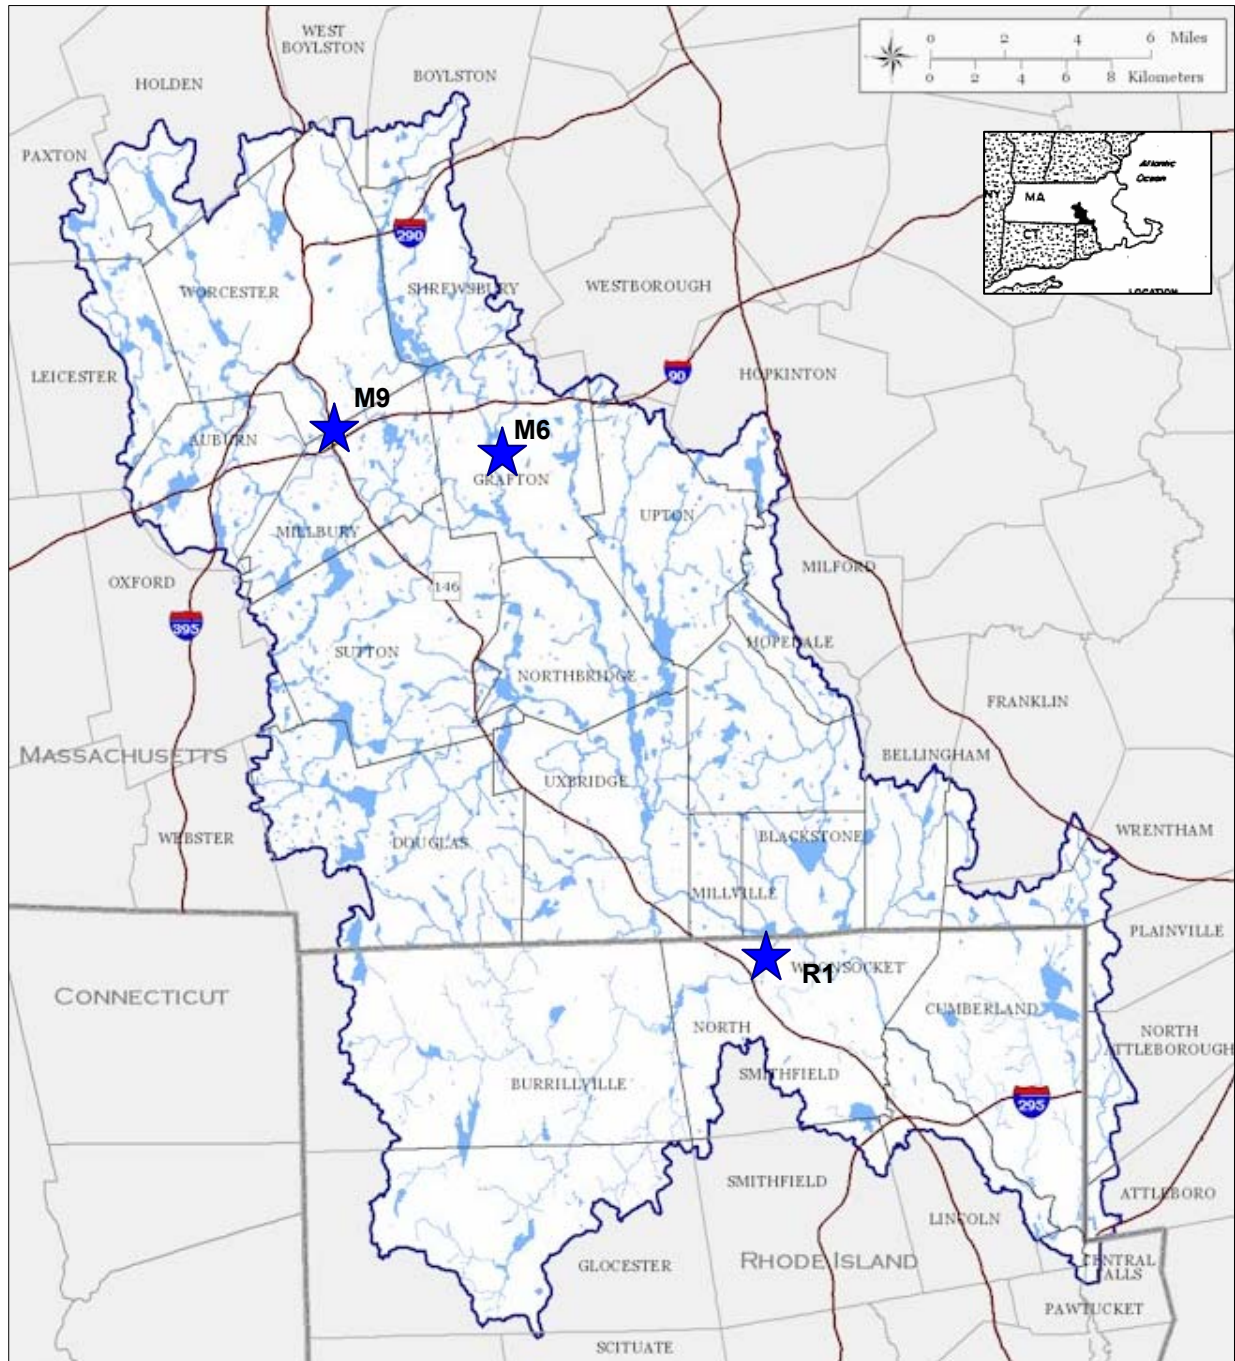 WEST
BOYLSTON
0 2 4 6 Miles
0 2 4 6 8 Kilometers
BOYLSTON
HOLDEN
PAXTON
Atlantic
Ocean
NY
MA
CT
RI
290
WORCESTER
SHREWSBURY
WESTBOROUGH
LEICESTER
90
HOPKINTON
M9
M6
AUBURN
GRAFTON
UPTON
MILLBURY
OXFORD
146
MILFORD
395
SUTTON
HOPEDALE
NORTHBRIDGE
FRANKLIN
MASSACHUSETTS
BELLINGHAM
UXBRIDGE
WEBSTER
DOUGLAS
BLACKSTONE
WRENTHAM
MILLVILLE
PLAINVILLE
WOONSOCKET
R1
CONNECTICUT
CUMBERLAND
NORTH
SMITHFIELD
NORTH
ATTLEBOROUGH
BURRILLVILLE
295
SMITHFIELD
ATTLEBORO
LINCOLN
GLOCESTER
RHODE ISLAND
CENTRAL
FALLS
PAWTUCKET
SCITUATE